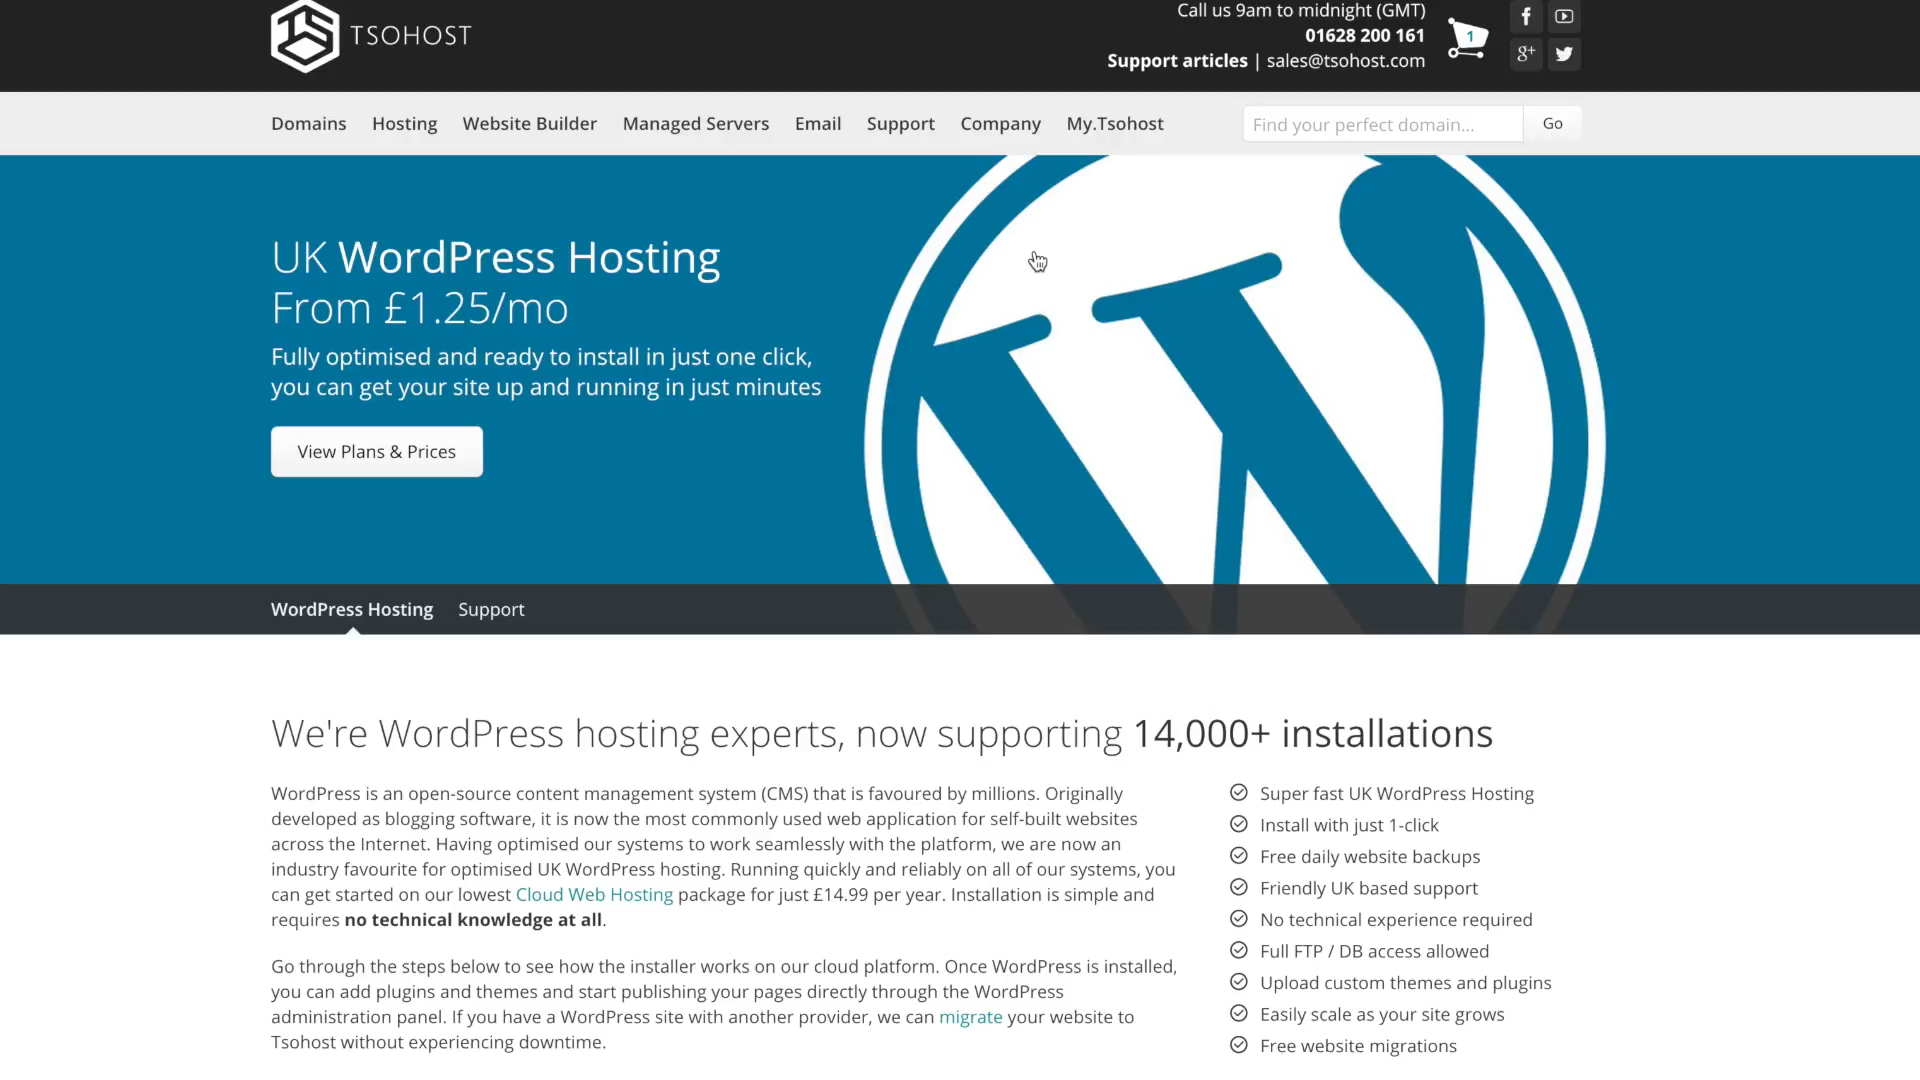 TSOHOST
Call us 9am to midnight (GMT)
01628 200 161
Support articles | sales@tsohost.com
1
Domains Hosting Website Builder Managed Servers Email Support Company My.Tsohost Find your perfect domain... Go
UK WordPress Hosting
From £1.25/mo
Fully optimised and ready to install in just one click,
you can get your site up and running in just minutes
View Plans & Prices
WordPress Hosting Support
We're WordPress hosting experts, now supporting 14,000+ installations
WordPress is an open-source content management system (CMS) that is favoured by millions. Originally
developed as blogging software, it is now the most commonly used web application for self-built websites
across the Internet. Having optimised our systems to work seamlessly with the platform, we are now an
industry favourite for optimised UK WordPress hosting. Running quickly and reliably on all of our systems, you
can get started on our lowest Cloud Web Hosting package for just £14.99 per year. Installation is simple and
requires no technical knowledge at all.
Go through the steps below to see how the installer works on our cloud platform. Once WordPress is installed,
you can add plugins and themes and start publishing your pages directly through the WordPress
administration panel. If you have a WordPress site with another provider, we can migrate your website to
Tsohost without experiencing downtime.
Super fast UK WordPress Hosting
Install with just 1-click
Free daily website backups
Friendly UK based support
No technical experience required
Full FTP / DB access allowed
Upload custom themes and plugins
Easily scale as your site grows
Free website migrations